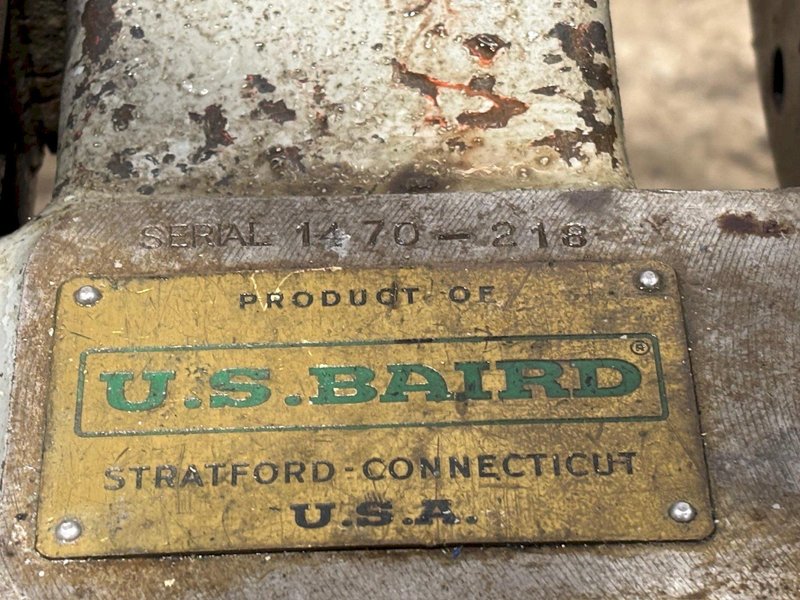 SERIAL 1470-218
PRODUCT OF
U.S. BAIRD®
STRATFORD-CONNECTICUT
U.S.A.